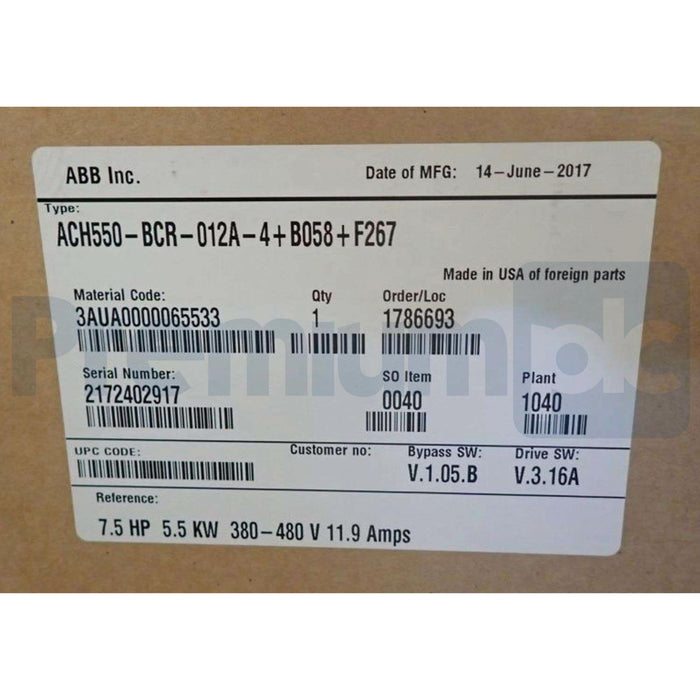 ABB Inc. Date of MFG: 14-June-2017
Type:
ACH550-BCR-012A-4+B058+F267
Made in USA of foreign parts
Material Code: Qty Order/Loc
3AUA0000065533 1 1786693
Serial Number: SO Item Plant
2172402917 0040 1040
UPC CODE: Customer no: Bypass SW: Drive SW:
V.1.05.B V.3.16A
Reference:
7.5 HP 5.5 KW 380-480 V 11.9 Amps
Premium plc